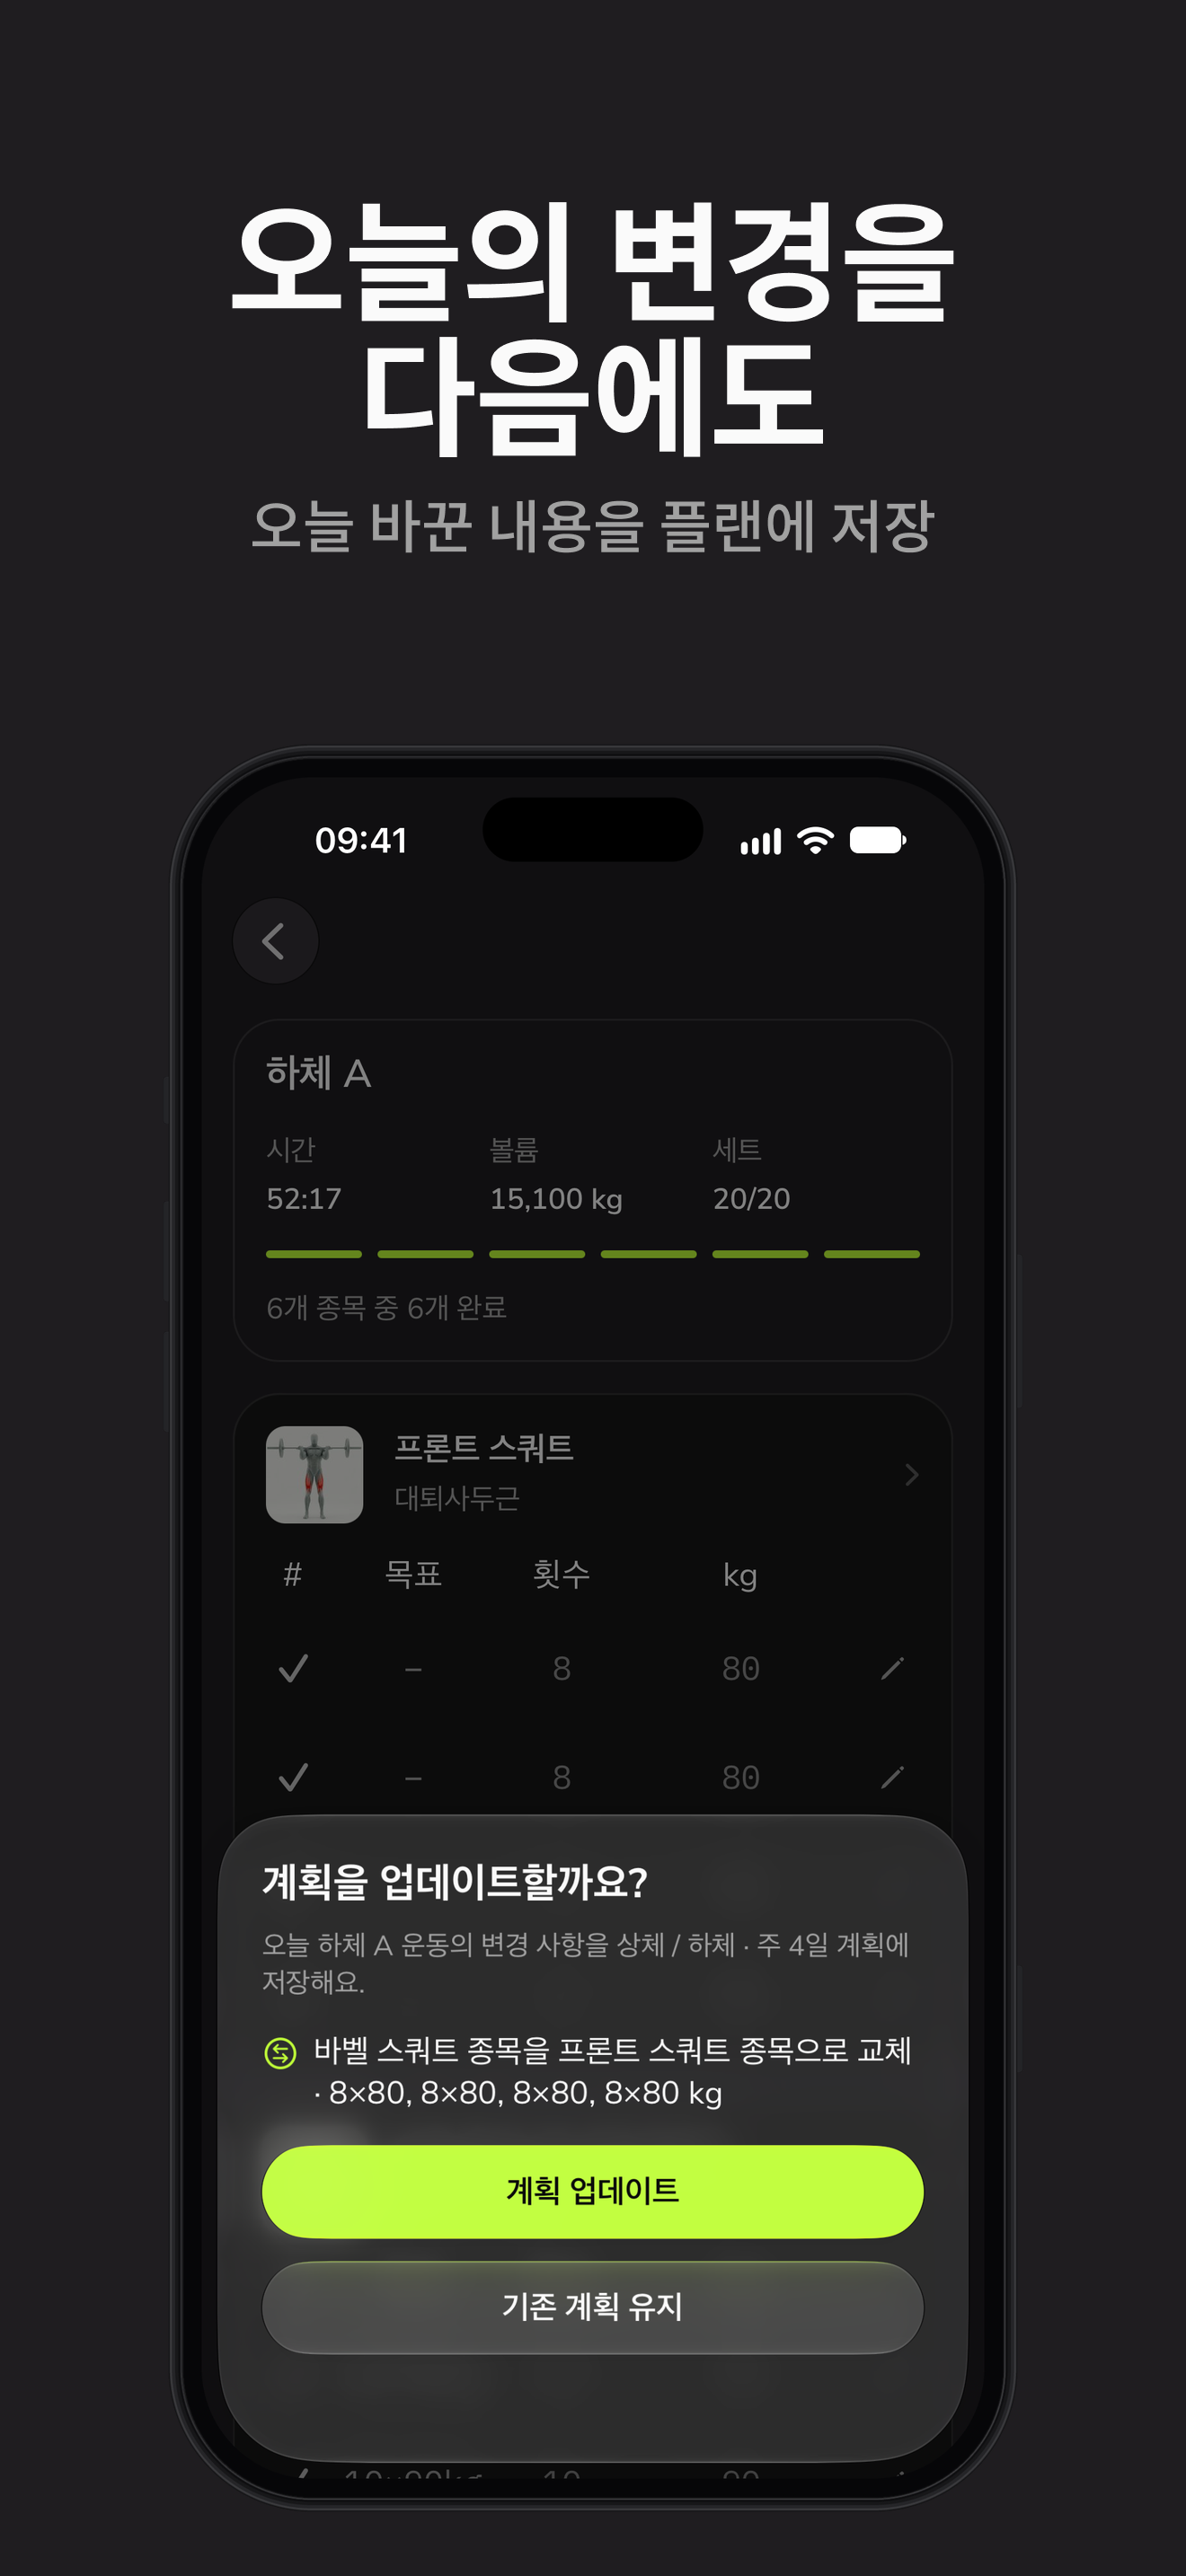 오늘의 변경을
다음에도
오늘 바꾼 내용을 플랜에 저장
09:41
하체 A
시간 볼륨 세트
52:17 15,100 kg 20/20
6개 종목 중 6개 완료
프론트 스쿼트
대퇴사두근
# 목표 횟수 kg
– 8 80
– 8 80
계획을 업데이트할까요?
오늘 하체 A 운동의 변경 사항을 상체 / 하체 · 주 4일 계획에
저장해요.
바벨 스쿼트 종목을 프론트 스쿼트 종목으로 교체
· 8×80, 8×80, 8×80, 8×80 kg
계획 업데이트
기존 계획 유지